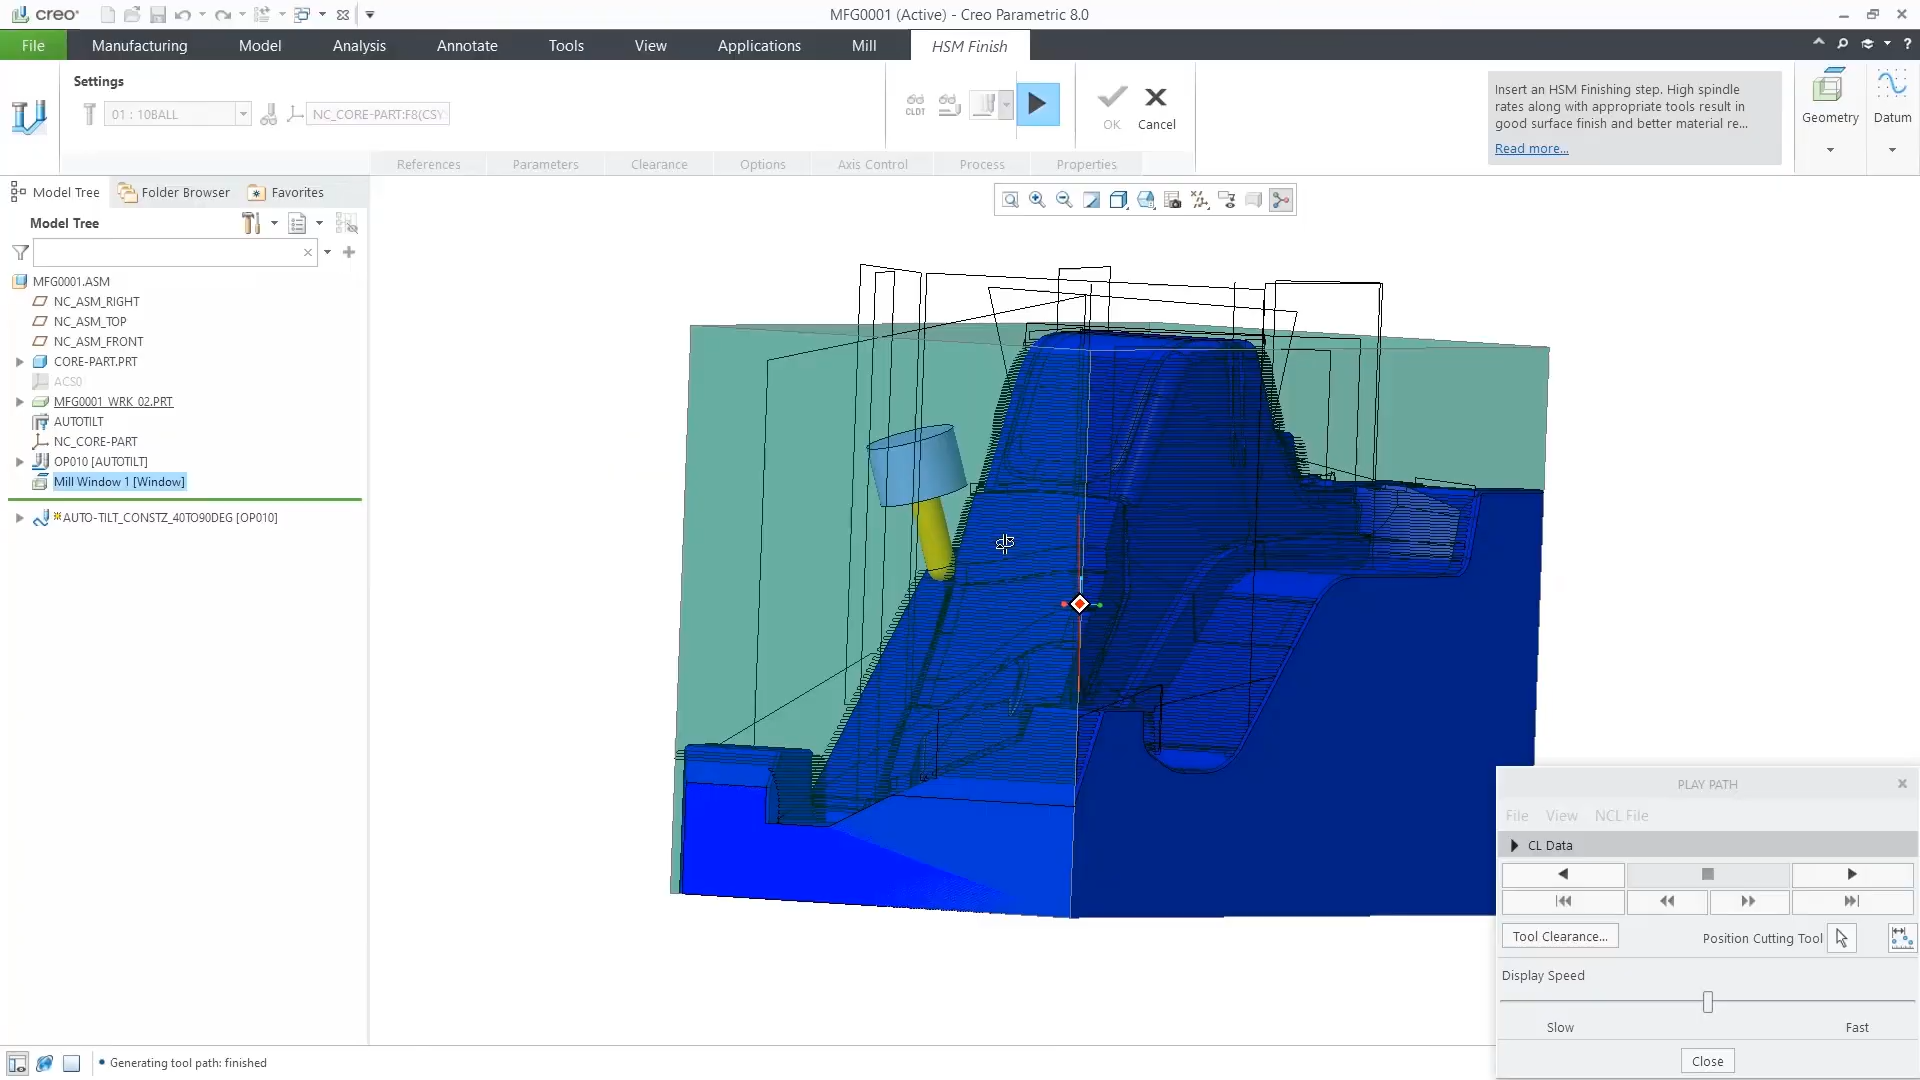 creo
MFG0001 (Active) - Creo Parametric 8.0
File
Manufacturing
Model
Analysis
Annotate
Tools
View
Applications
Mill
HSM Finish
?
Settings
01 : 10BALL
NC_CORE-PART:F8(CSY
CLDT
OK
Cancel
Insert an HSM Finishing step. High spindle
rates along with appropriate tools result in
good surface finish and better material re...
Read more...
Geometry
Datum
References
Parameters
Clearance
Options
Axis Control
Process
Properties
Model Tree
Folder Browser
Favorites
Model Tree
MFG0001.ASM
NC_ASM_RIGHT
NC_ASM_TOP
NC_ASM_FRONT
CORE-PART.PRT
ACS0
MFG0001_WRK_02.PRT
AUTOTILT
NC_CORE-PART
OP010 [AUTOTILT]
Mill Window 1 [Window]
AUTO-TILT_CONSTZ_40TO90DEG [OP010]
PLAY PATH
File
View
NCL File
CL Data
Tool Clearance...
Position Cutting Tool
Display Speed
Slow
Fast
Close
• Generating tool path: finished